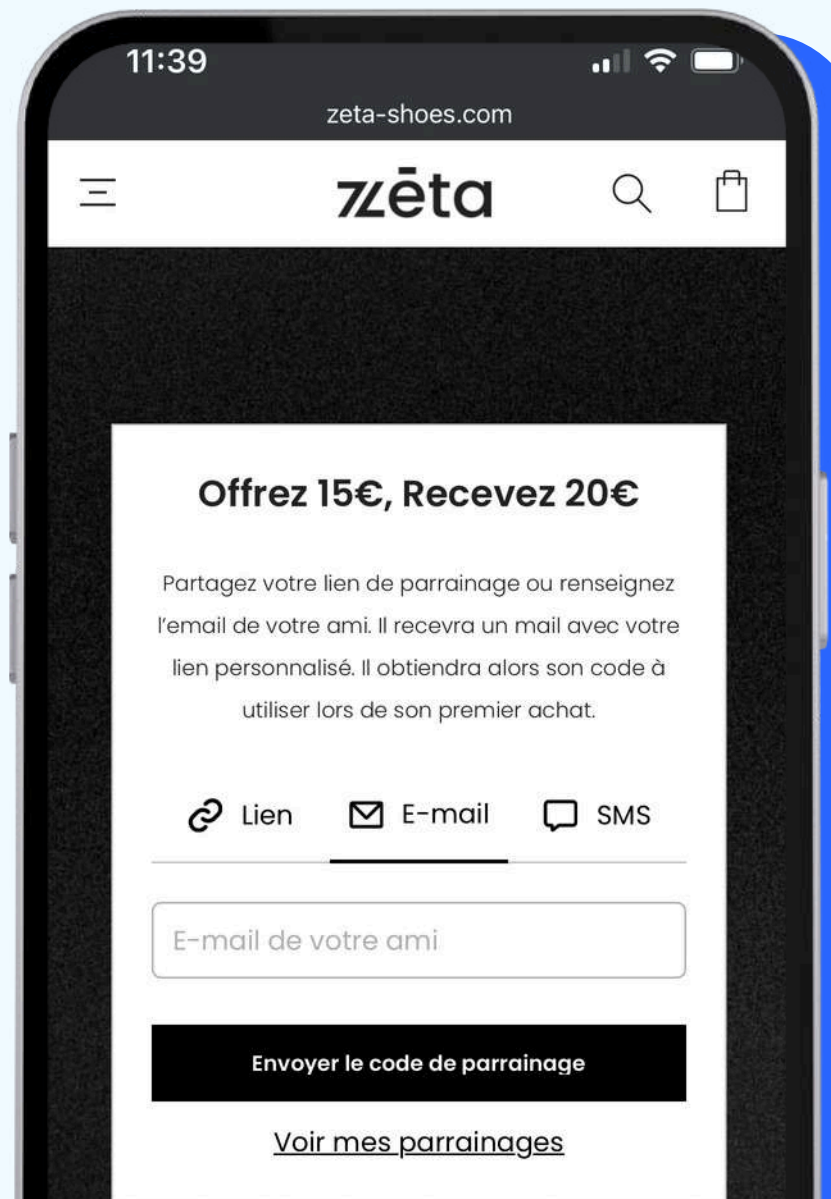 11:39
zeta-shoes.com
zēta
Offrez 15€, Recevez 20€
Partagez votre lien de parrainage ou renseignez
l'email de votre ami. Il recevra un mail avec votre
lien personnalisé. Il obtiendra alors son code à
utiliser lors de son premier achat.
Lien E-mail SMS
E-mail de votre ami
Envoyer le code de parrainage
Voir mes parrainages